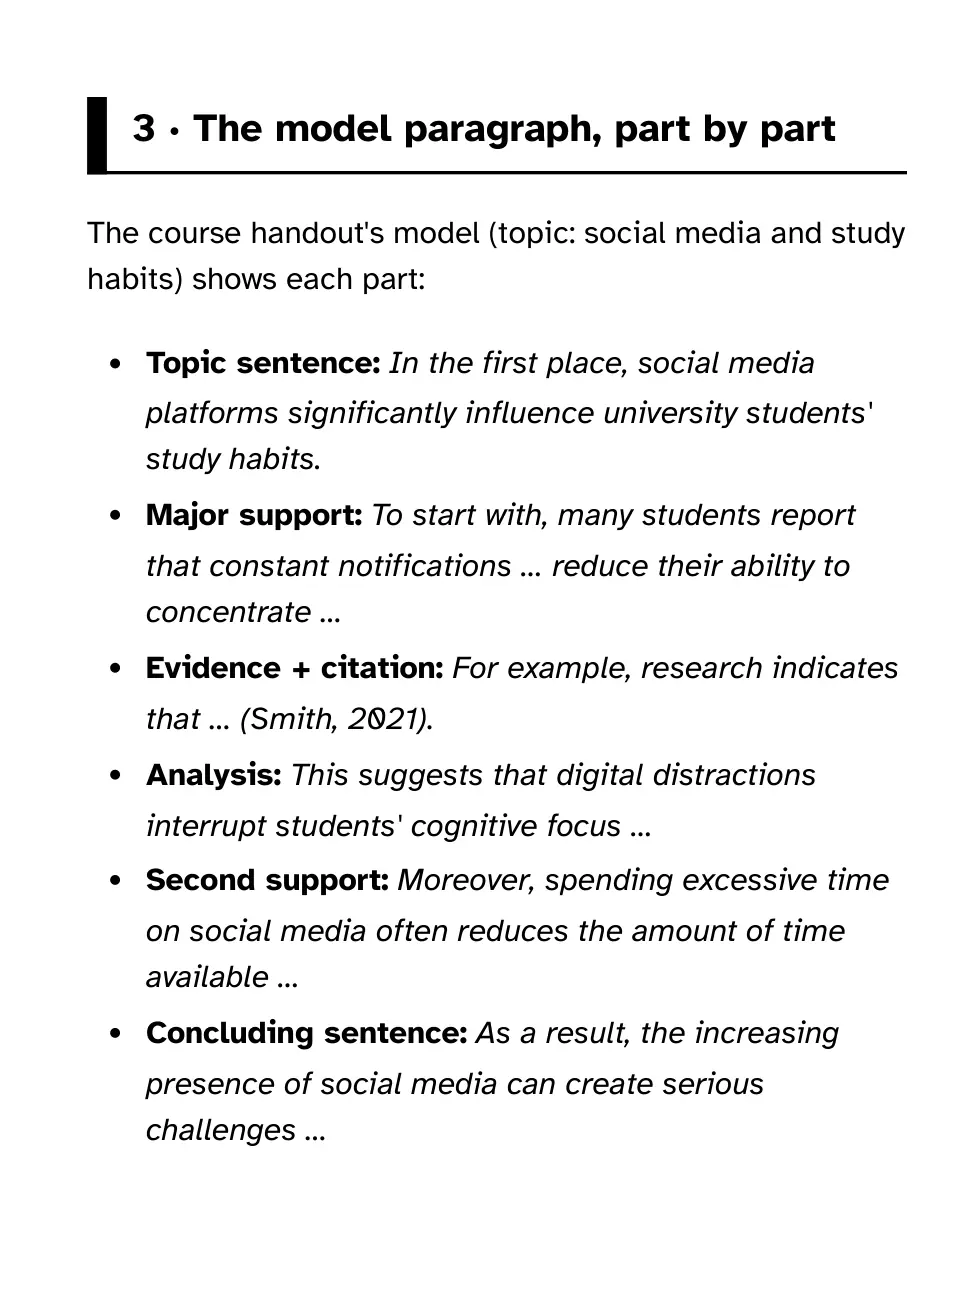 3 · The model paragraph, part by part
The course handout's model (topic: social media and study
habits) shows each part:
• Topic sentence: In the first place, social media
platforms significantly influence university students'
study habits.
• Major support: To start with, many students report
that constant notifications ... reduce their ability to
concentrate ...
• Evidence + citation: For example, research indicates
that ... (Smith, 2021).
• Analysis: This suggests that digital distractions
interrupt students' cognitive focus ...
• Second support: Moreover, spending excessive time
on social media often reduces the amount of time
available ...
• Concluding sentence: As a result, the increasing
presence of social media can create serious
challenges ...